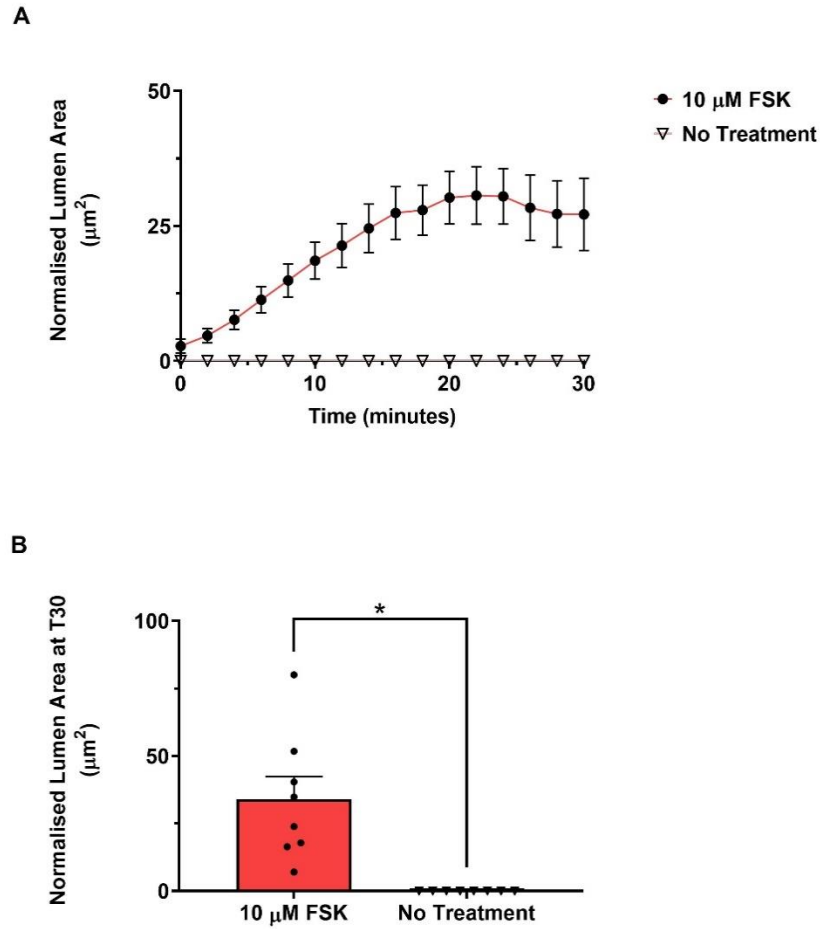 A
50
25
0
Normalised Lumen Area
(μm²)
0 10 20 30
Time (minutes)
10 μM FSK
No Treatment
B
100
50
0
Normalised Lumen Area at T30
(μm²)
*
10 μM FSK No Treatment